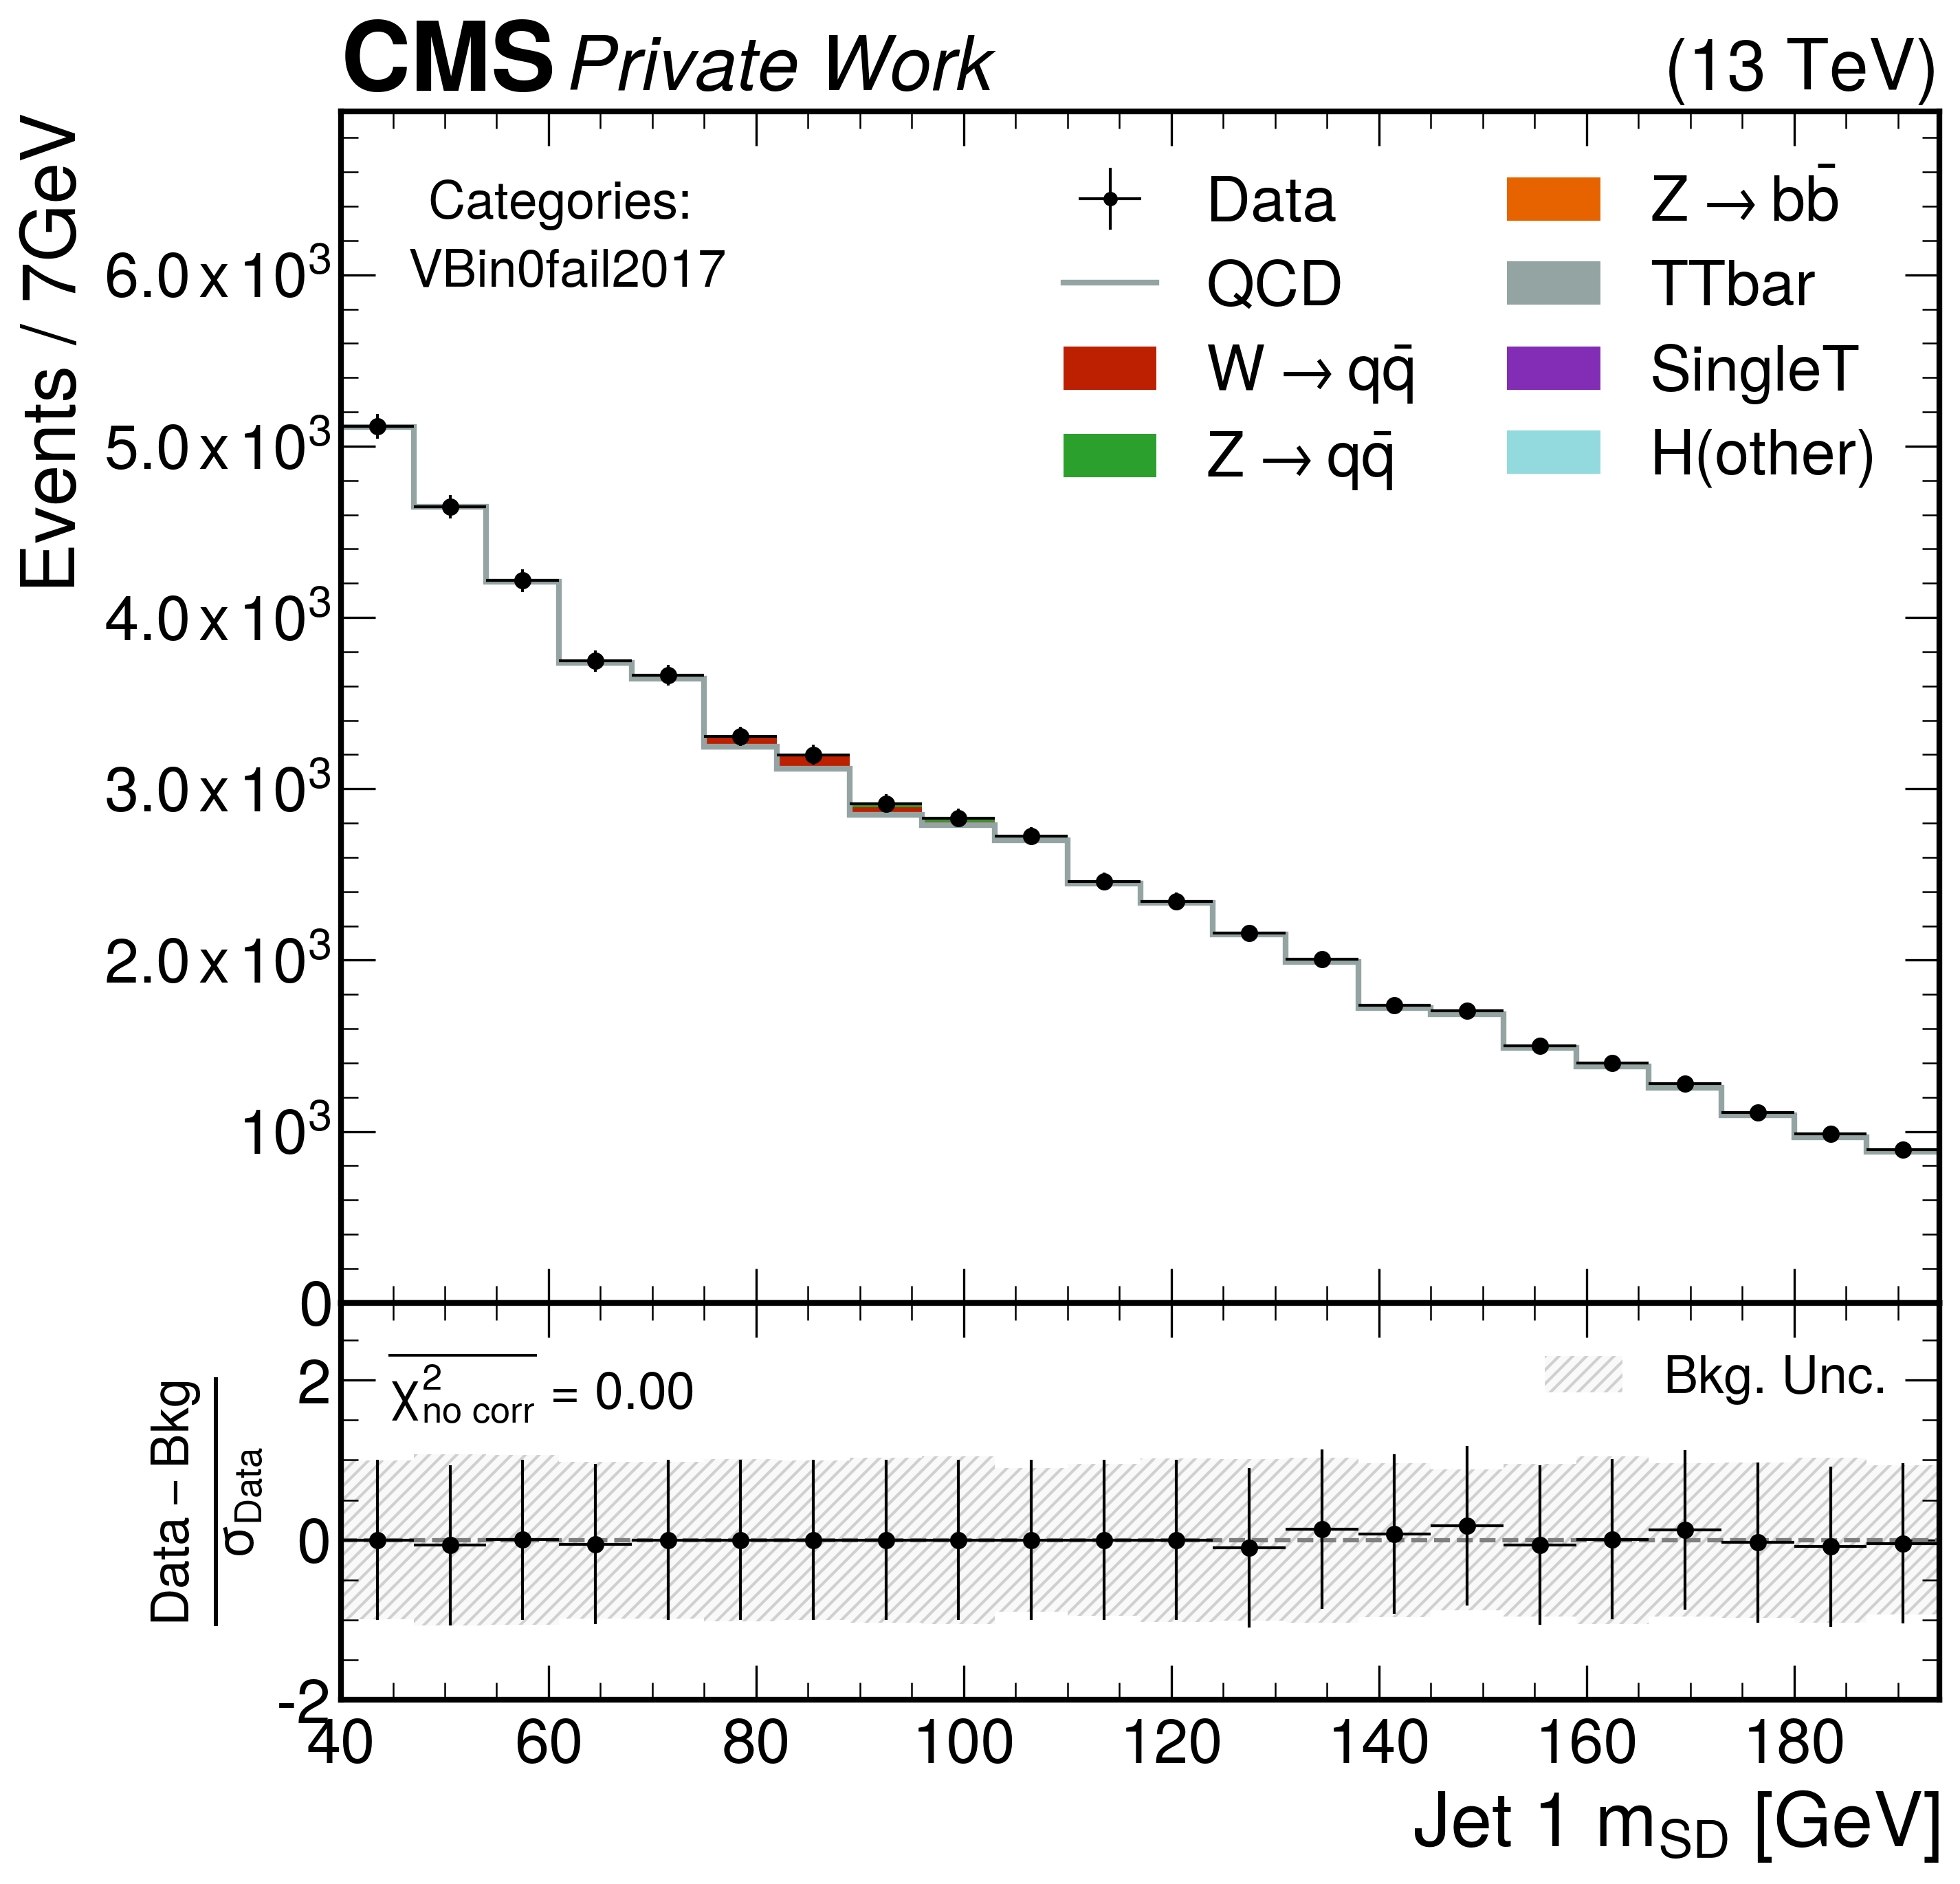 CMS Private Work (13 TeV)
Events / 7GeV
Categories:
VBin0fail2017
Data
QCD
W → qq̄
Z → qq̄
Z → bb̄
TTbar
SingleT
H(other)
6.0 x 10³
5.0 x 10³
4.0 x 10³
3.0 x 10³
2.0 x 10³
10³
0
Data – Bkg
σData
χ²no corr = 0.00
Bkg. Unc.
2
0
-2
40 60 80 100 120 140 160 180
Jet 1 mSD [GeV]